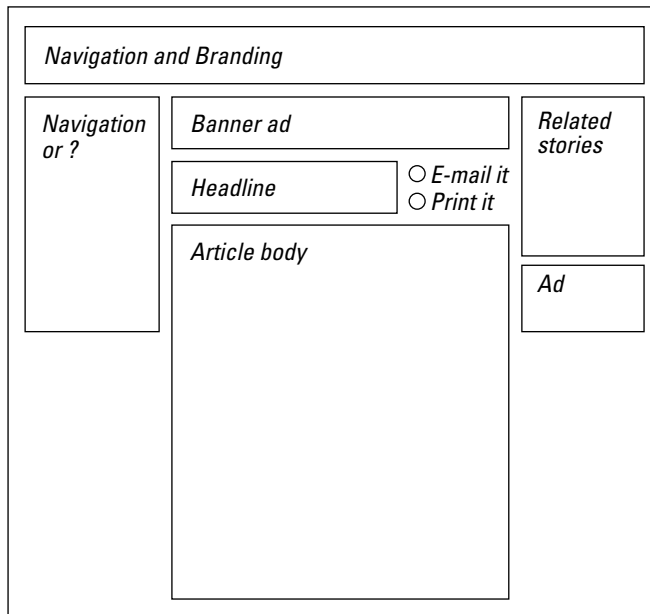 Navigation and Branding
Navigation
or ?
Banner ad
Headline
E-mail it
Print it
Article body
Related
stories
Ad